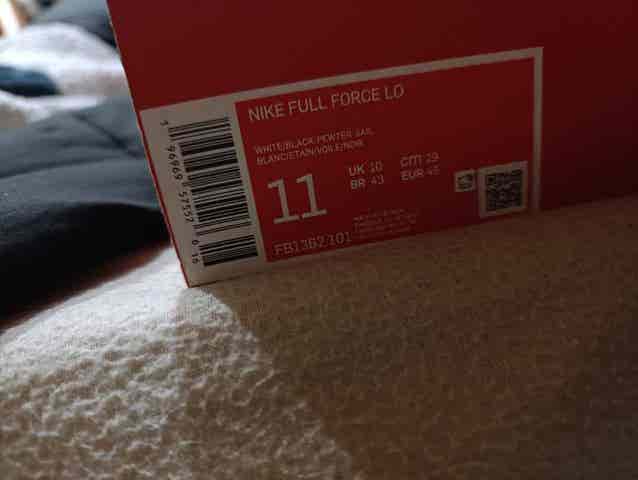 NIKE FULL FORCE LO
WHITE/BLACK-PEWTER-SAIL
BLANC/ETAIN/VOILE/NOIR
11
UK 10 CM 29
BR 43 EUR 45
FB1362 101